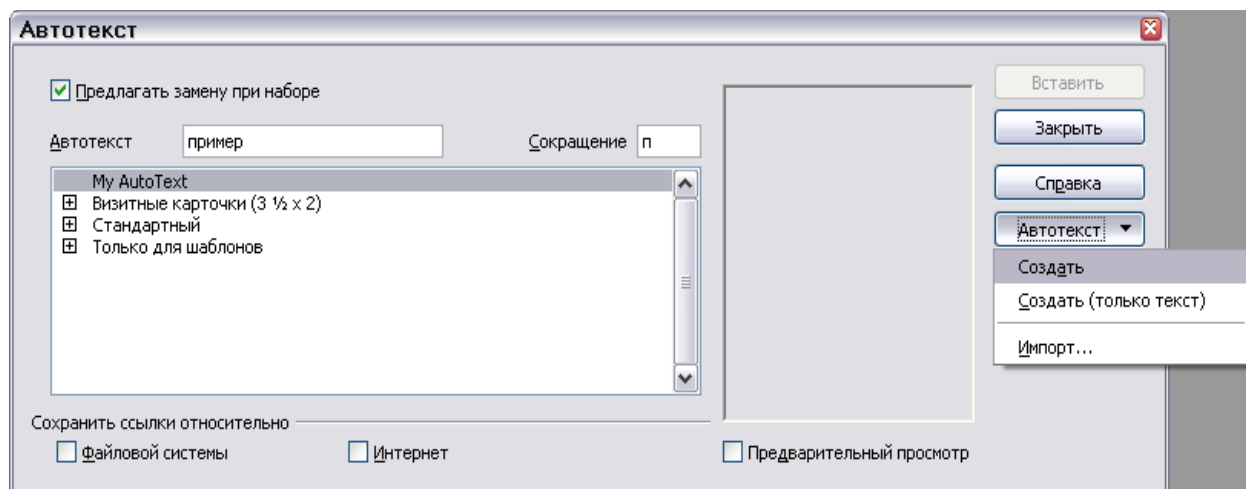 Автотекст
Предлагать замену при наборе
Вставить
Автотекст пример Сокращение п
Закрыть
My AutoText
Визитные карточки (3 ½ x 2)
Стандартный
Только для шаблонов
Справка
Автотекст
Создать
Создать (только текст)
Импорт...
Сохранить ссылки относительно
Файловой системы Интернет Предварительный просмотр